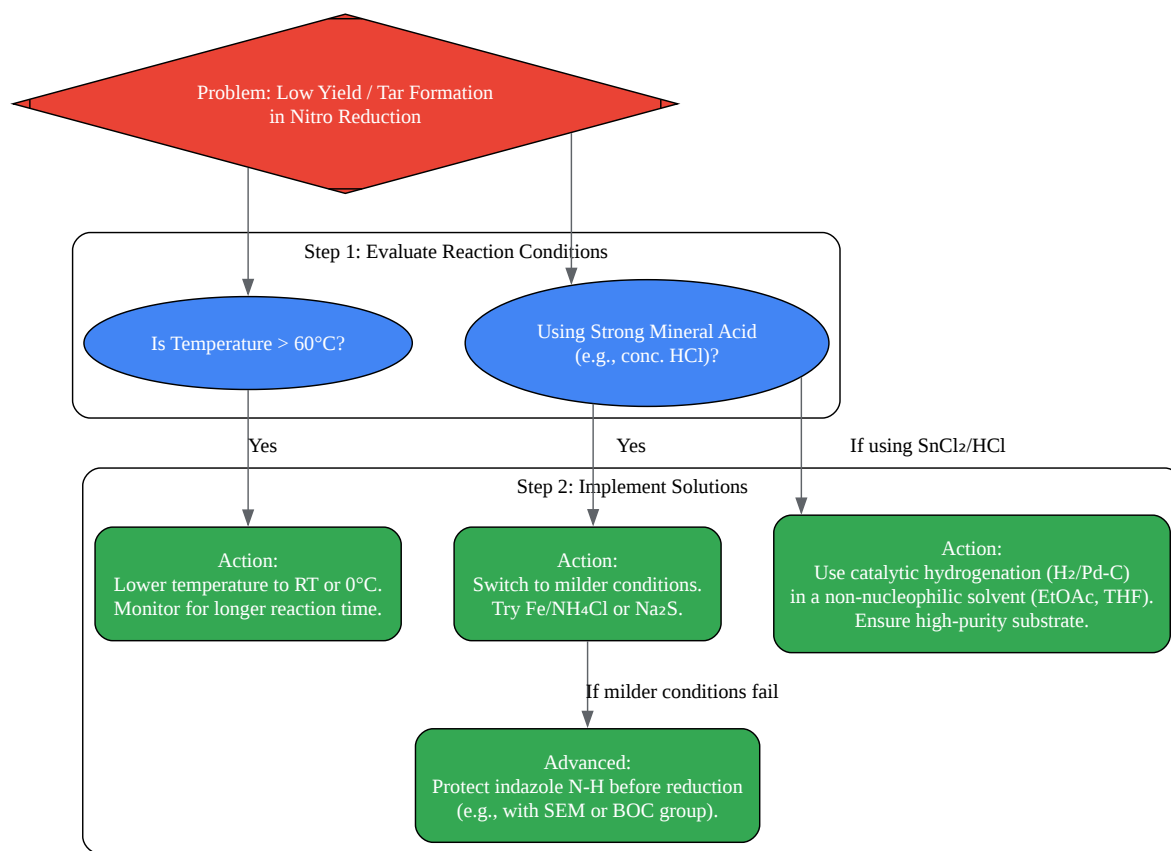 Problem: Low Yield / Tar Formation
in Nitro Reduction
Step 1: Evaluate Reaction Conditions
Is Temperature > 60°C?
Using Strong Mineral Acid
(e.g., conc. HCl)?
Yes
Yes
If using SnCl₂/HCl
Step 2: Implement Solutions
Action:
Lower temperature to RT or 0°C.
Monitor for longer reaction time.
Action:
Switch to milder conditions.
Try Fe/NH₄Cl or Na₂S.
Action:
Use catalytic hydrogenation (H₂/Pd-C)
in a non-nucleophilic solvent (EtOAc, THF).
Ensure high-purity substrate.
If milder conditions fail
Advanced:
Protect indazole N-H before reduction
(e.g., with SEM or BOC group).